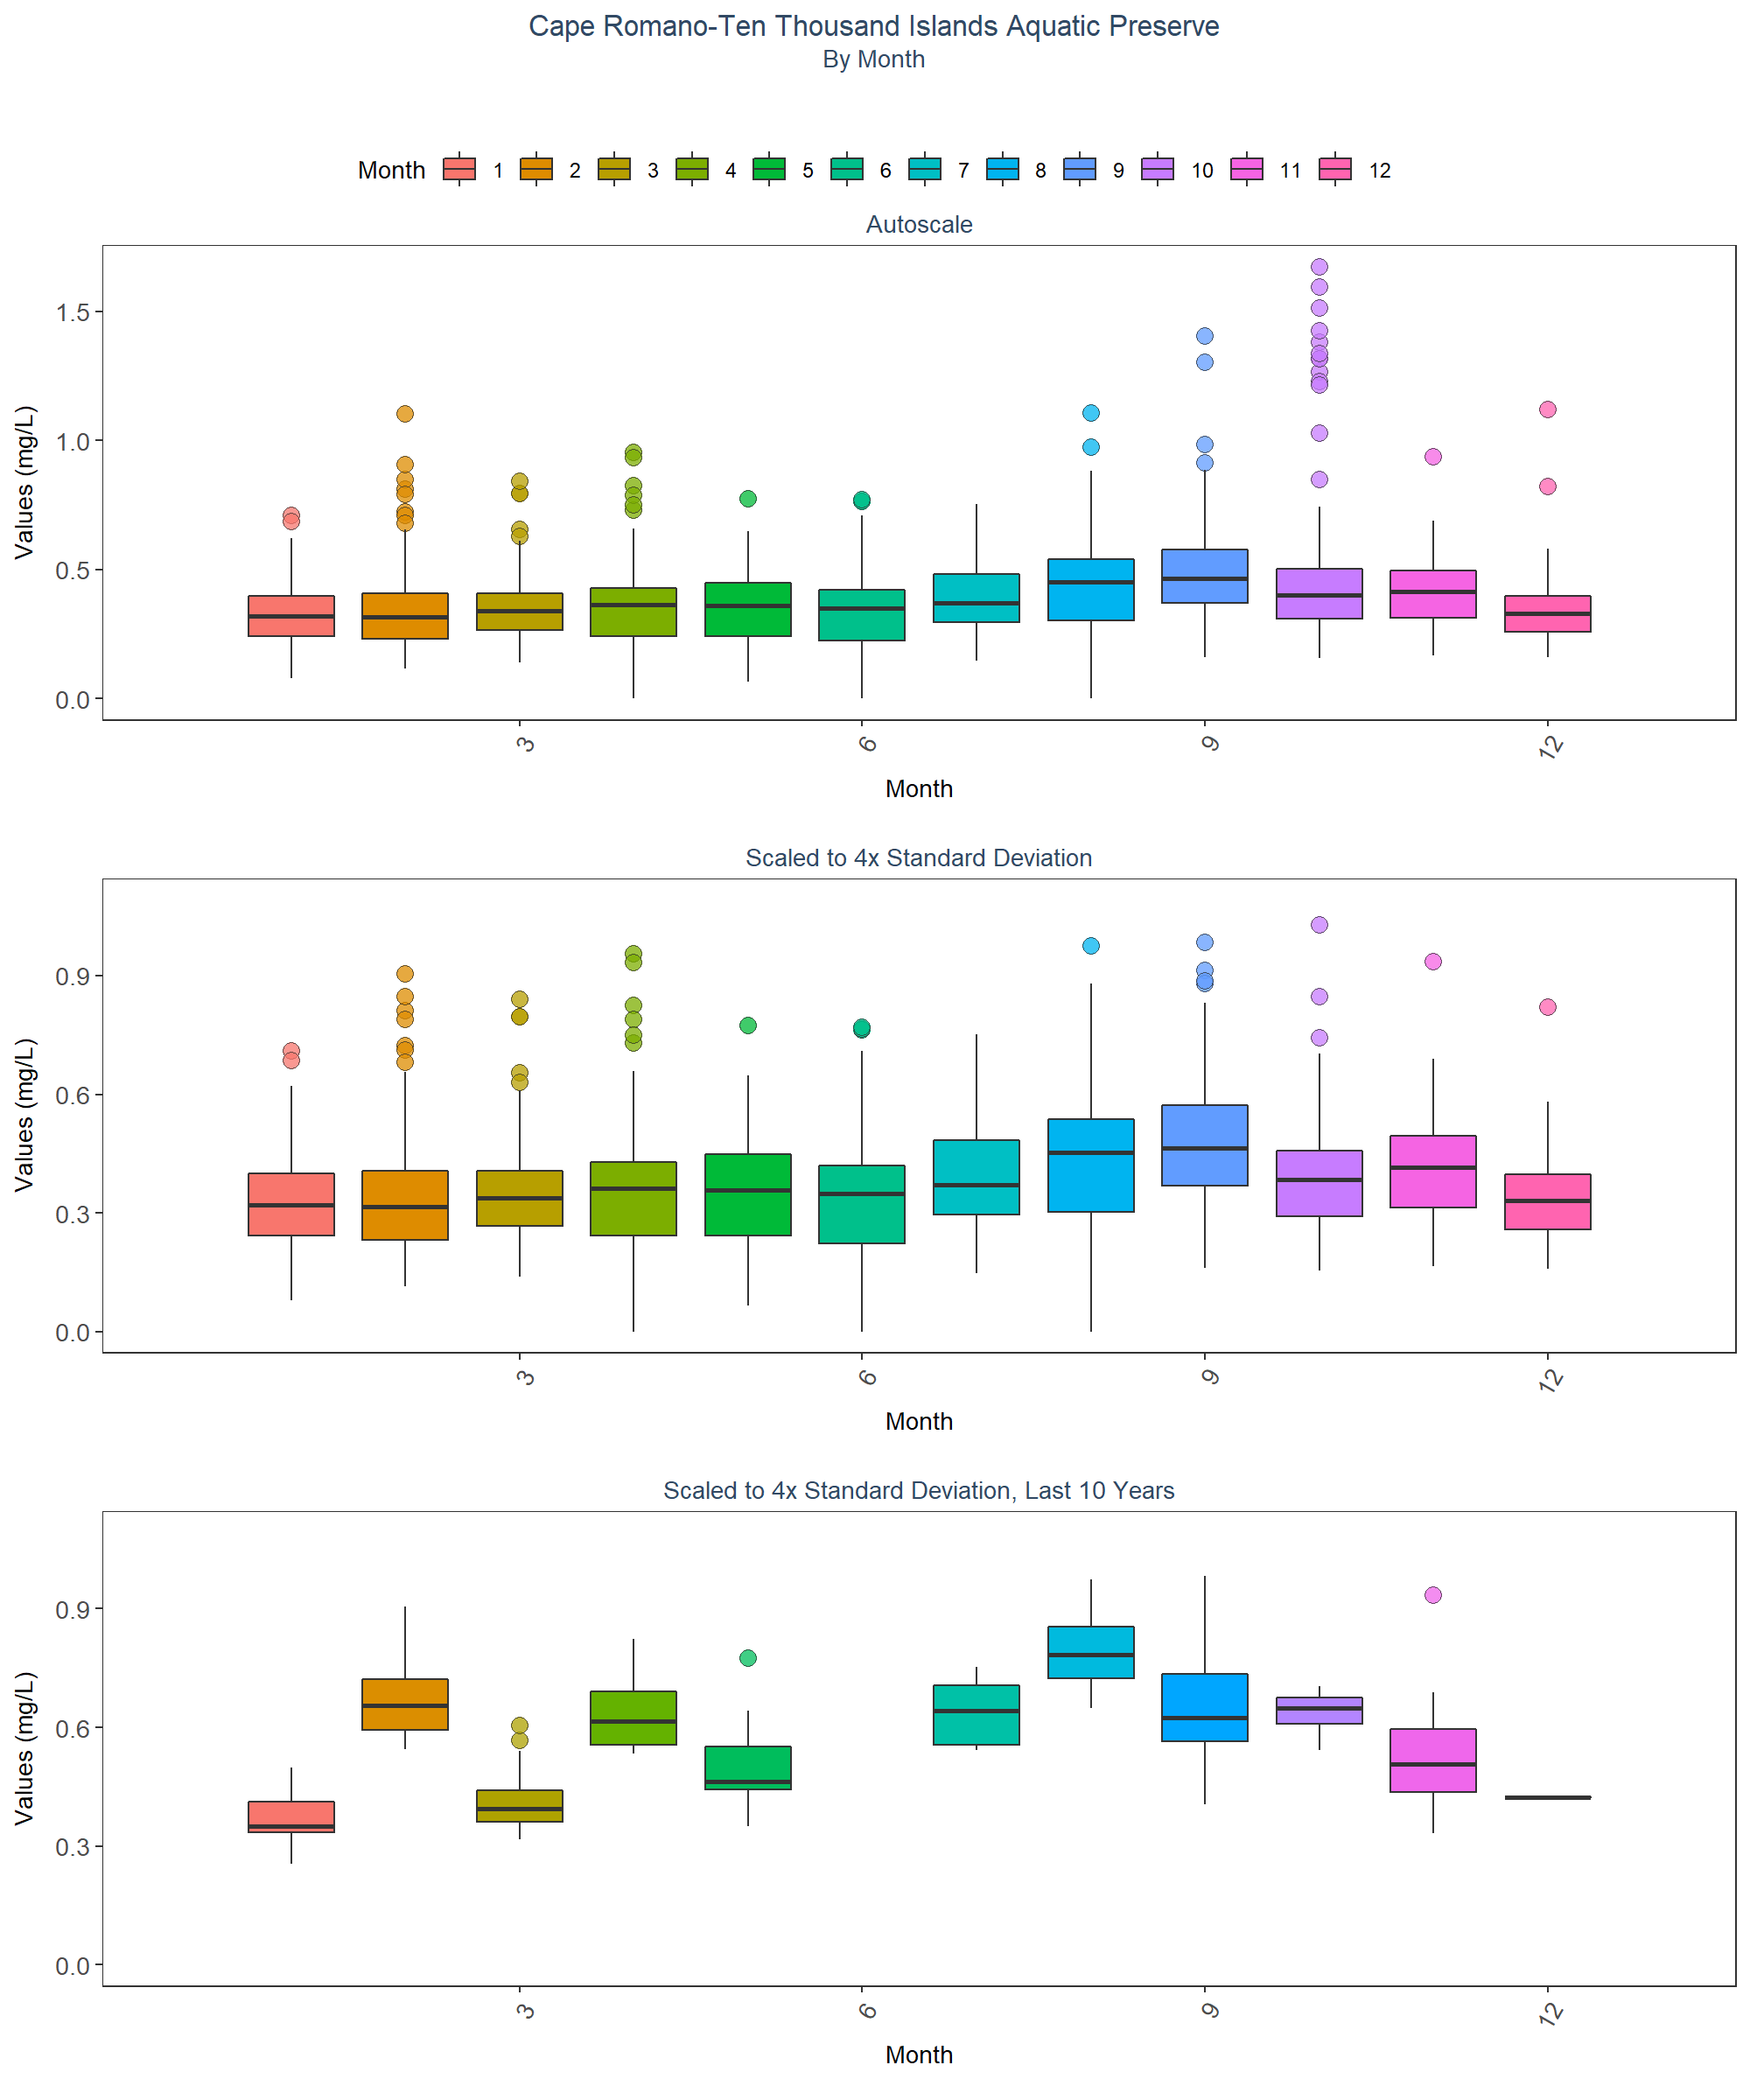 Cape Romano-Ten Thousand Islands Aquatic Preserve
By Month
Month 1 2 3 4 5 6 7 8 9 10 11 12
Autoscale
Values (mg/L)
1.5
1.0
0.5
0.0
3 6 9 12
Month
Scaled to 4x Standard Deviation
Values (mg/L)
0.9
0.6
0.3
0.0
3 6 9 12
Month
Scaled to 4x Standard Deviation, Last 10 Years
Values (mg/L)
0.9
0.6
0.3
0.0
3 6 9 12
Month